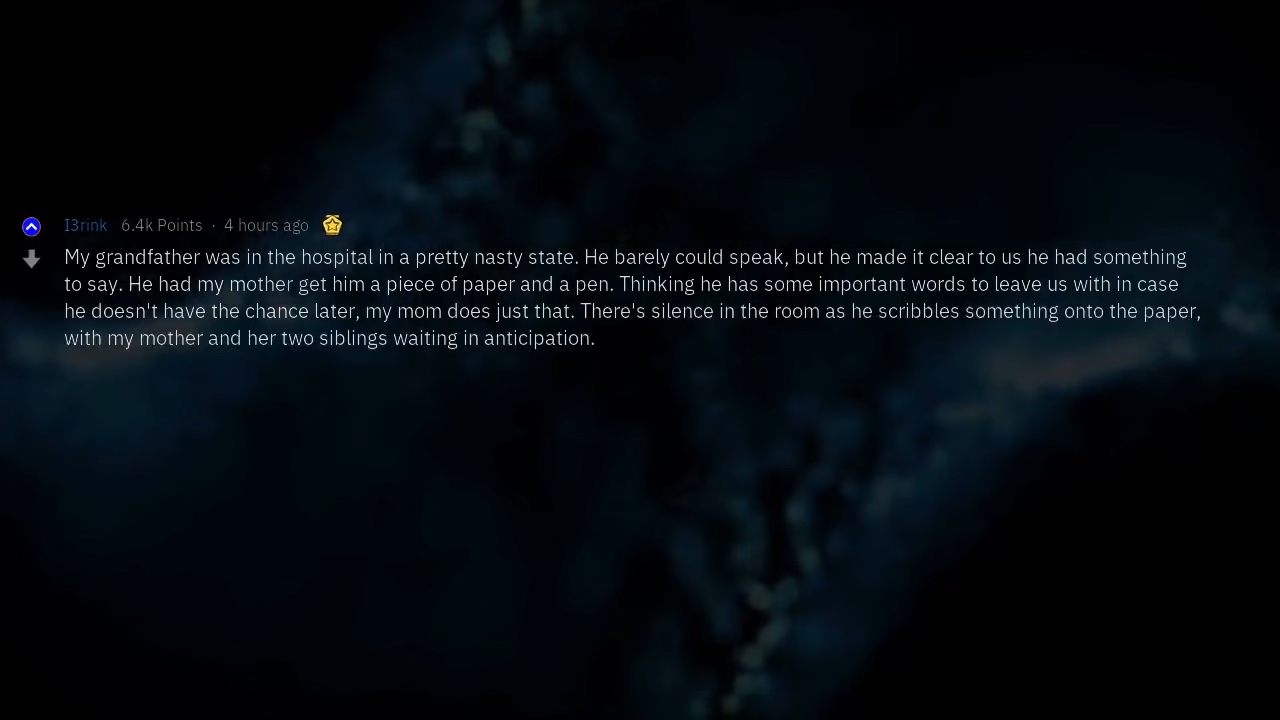 I3rink 6.4k Points · 4 hours ago
My grandfather was in the hospital in a pretty nasty state. He barely could speak, but he made it clear to us he had something
to say. He had my mother get him a piece of paper and a pen. Thinking he has some important words to leave us with in case
he doesn't have the chance later, my mom does just that. There's silence in the room as he scribbles something onto the paper,
with my mother and her two siblings waiting in anticipation.